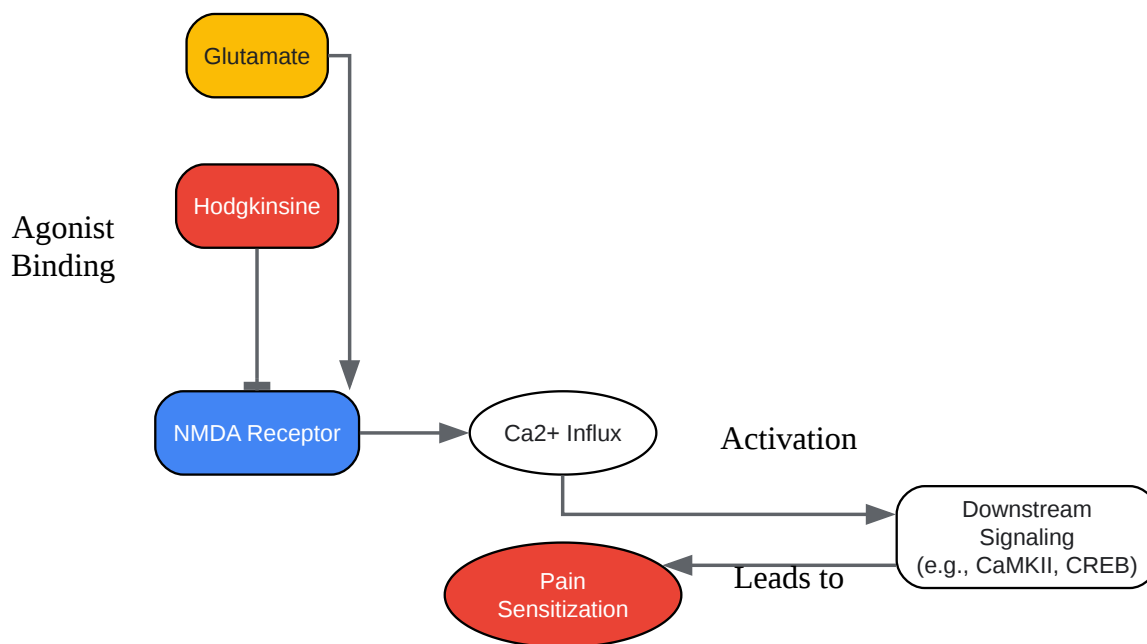 Glutamate
Hodgkinsine
Agonist
Binding
NMDA Receptor
Ca2+ Influx
Activation
Downstream
Signaling
(e.g., CaMKII, CREB)
Leads to
Pain
Sensitization